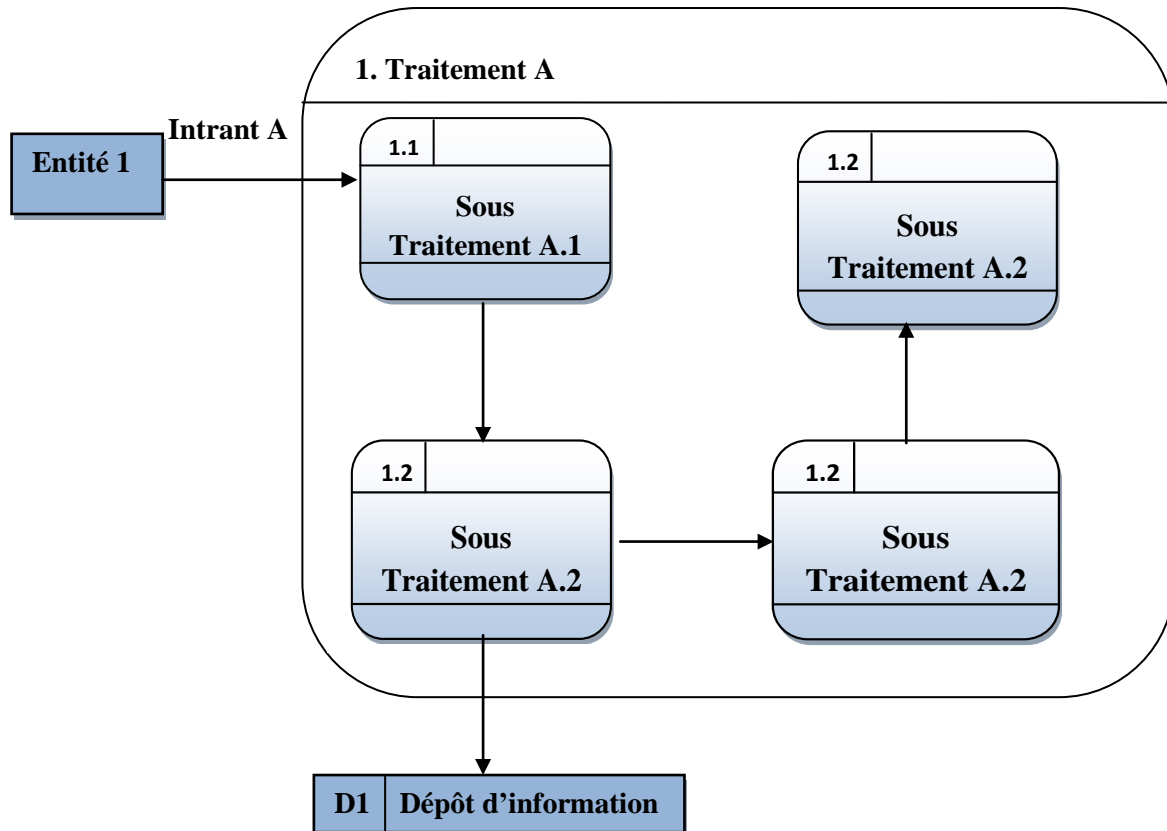 1. Traitement A
Intrant A
Entité 1
1.1
Sous
Traitement A.1
1.2
Sous
Traitement A.2
1.2
Sous
Traitement A.2
1.2
Sous
Traitement A.2
D1 Dépôt d’information